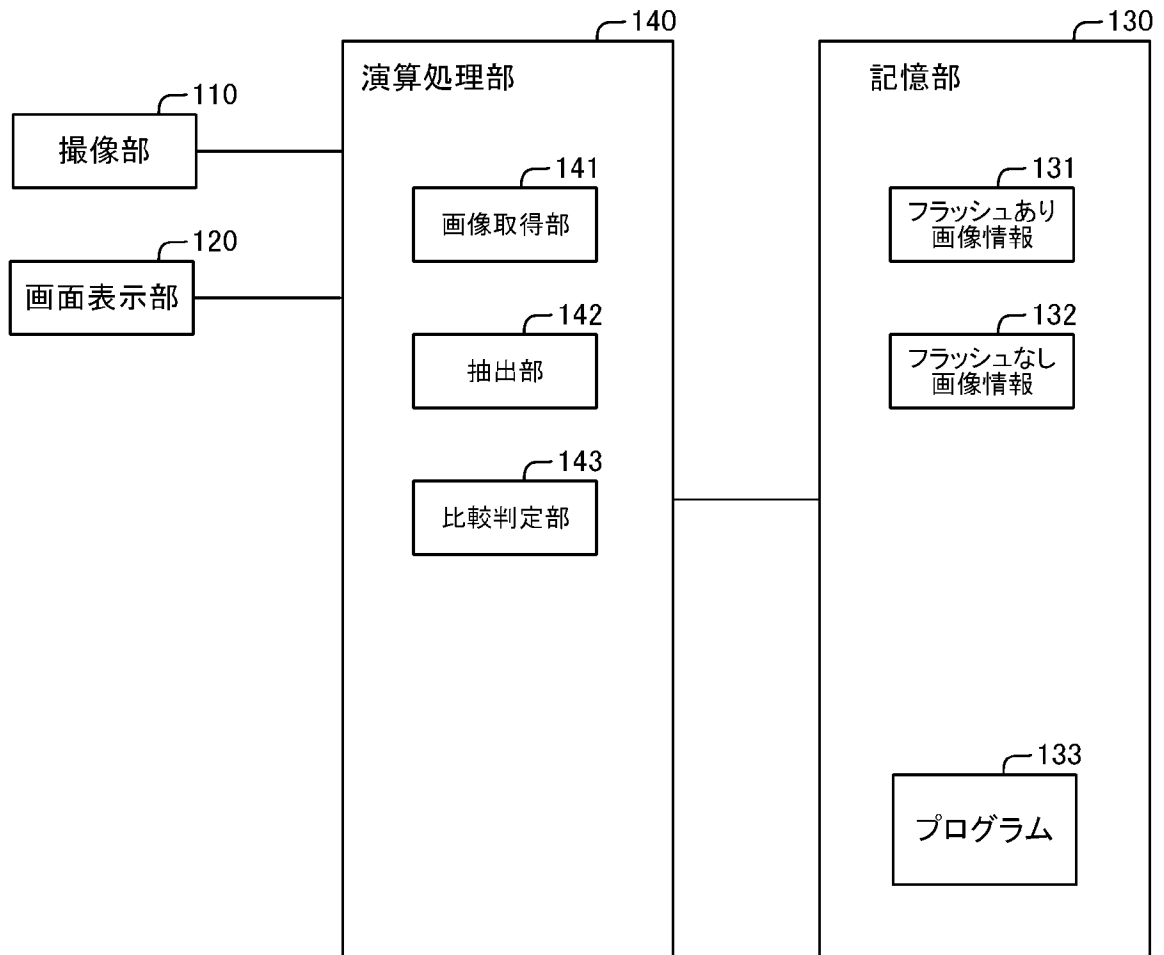 140
130
演算処理部
記憶部
110
撮像部
141
画像取得部
131
フラッシュあり
画像情報
120
画面表示部
142
抽出部
132
フラッシュなし
画像情報
143
比較判定部
133
プログラム